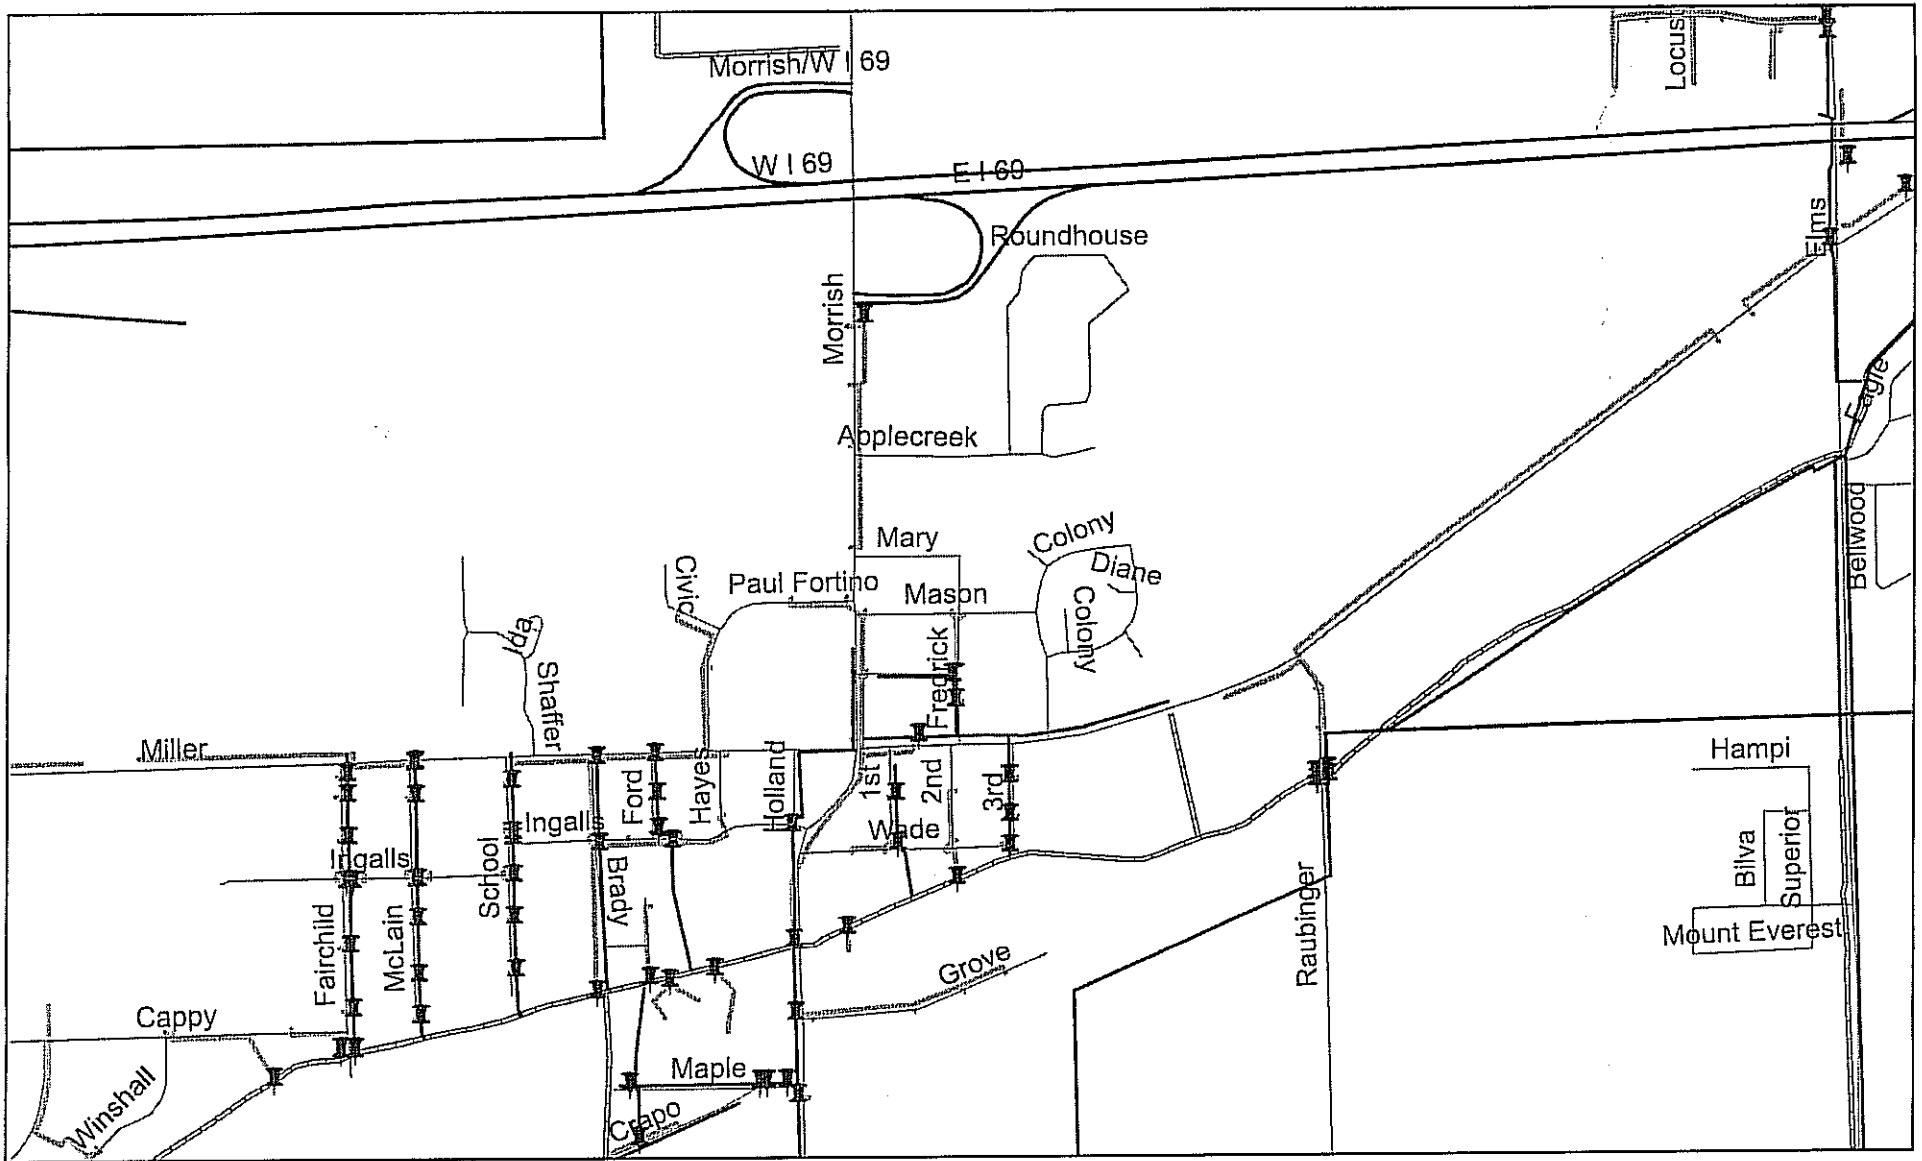 Locust
Morrish/W I 69
W I 69
E I 69
Elms
Roundhouse
Morrish
Eagle
Applecreek
Bellwood
Mary
Colony
Diane
Civic
Paul Fortino
Mason
Colony
Ida
Fredrick
Shaffer
Miller
Hayes
Holland
Hampi
Ford
1st
2nd
3rd
Ingalls
Wade
Superior
Bilva
Ingalls
School
Brady
Raubinger
Fairchild
McLain
Mount Everest
Grove
Cappy
Maple
Winshall
Crapo